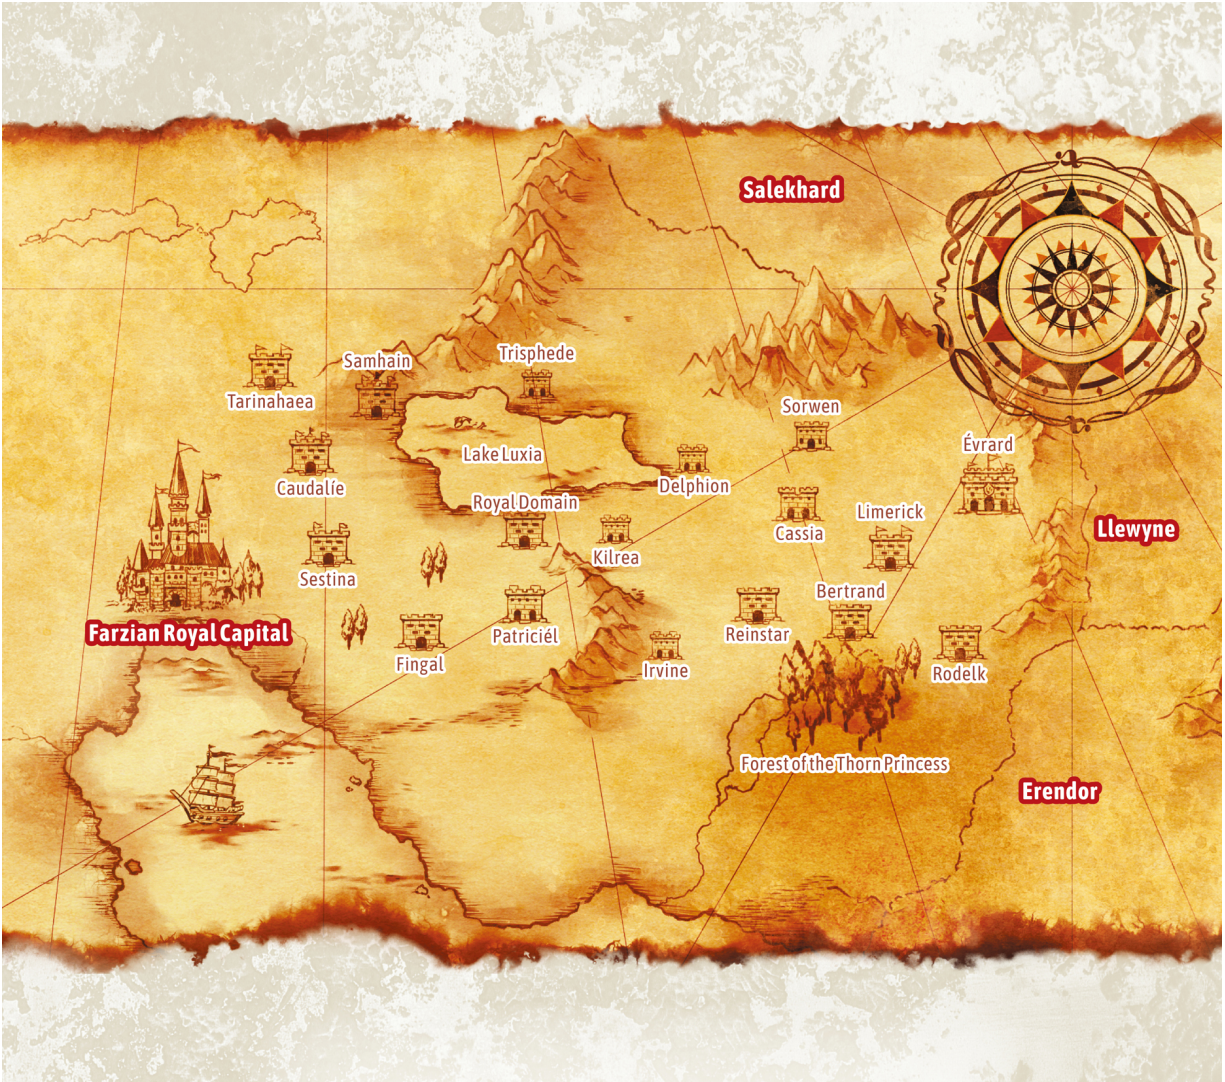 Salekhard
Trisphede
Samhain
Tarinahaea
Sorwen
Évrard
Lake Luxia
Caudalíe
Delphion
Royal Domain
Limerick
Llewyne
Cassia
Kilrea
Sestina
Bertrand
Farzian Royal Capital
Patriciél
Reinstar
Fingal
Irvine
Rodelk
Forest of the Thorn Princess
Erendor